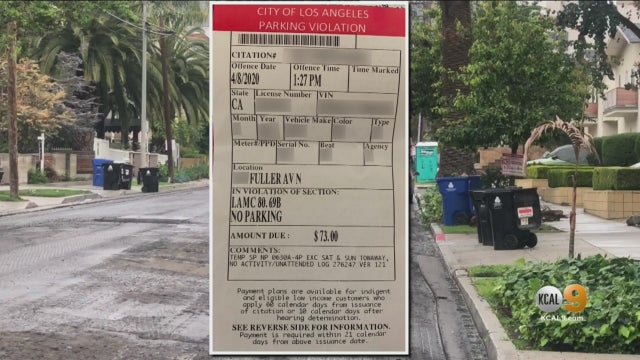 CITY OF LOS ANGELES
PARKING VIOLATION
CITATION#
Offence Date Offence Time Time Marked
4/8/2020 1:27 PM
State License Number VIN
CA
Month Year Vehicle Make Color Type
Meter#/PPD Serial No. Beat Agency
Location
FULLER AV N
IN VIOLATION OF SECTION:
LAMC 80.69B
NO PARKING
AMOUNT DUE : $ 73.00
COMMENTS:
TEMP SP NP 0630A-4P EXC SAT & SUN TOWAWAY,
NO ACTIVITY/UNATTENDED LOG 276247 VER 121
Payment plans are available for indigent
and eligible low income customers who
apply 60 calendar days from issuance
of citation or 10 calendar days after
hearing determination.
SEE REVERSE SIDE FOR INFORMATION.
Payment is required within 21 calendar
days from above issuance date.
KCAL 9
KCAL9.com